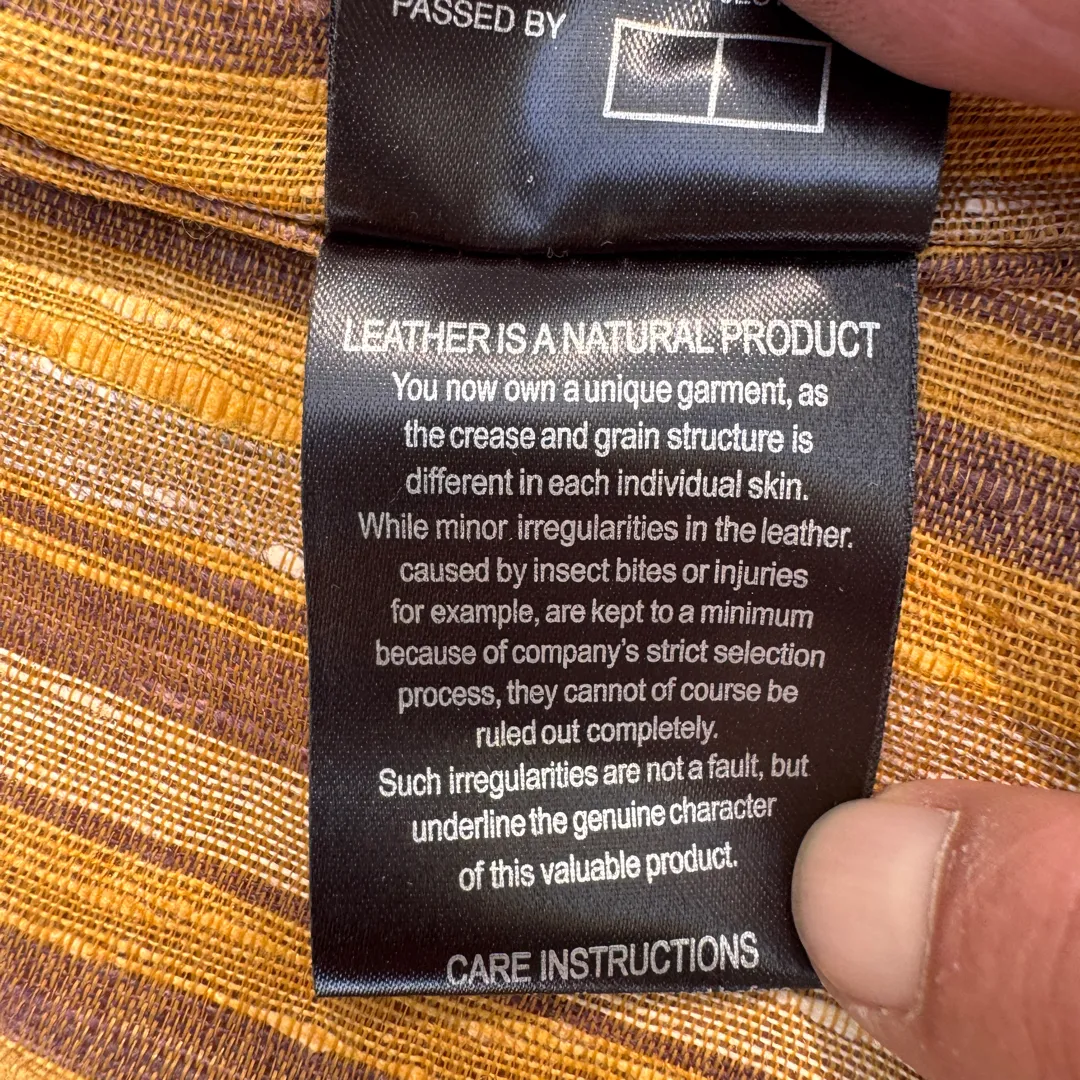 PASSED BY
LEATHER IS A NATURAL PRODUCT
You now own a unique garment, as
the crease and grain structure is
different in each individual skin.
While minor irregularities in the leather.
caused by insect bites or injuries
for example, are kept to a minimum
because of company's strict selection
process, they cannot of course be
ruled out completely.
Such irregularities are not a fault, but
underline the genuine character
of this valuable product.
CARE INSTRUCTIONS